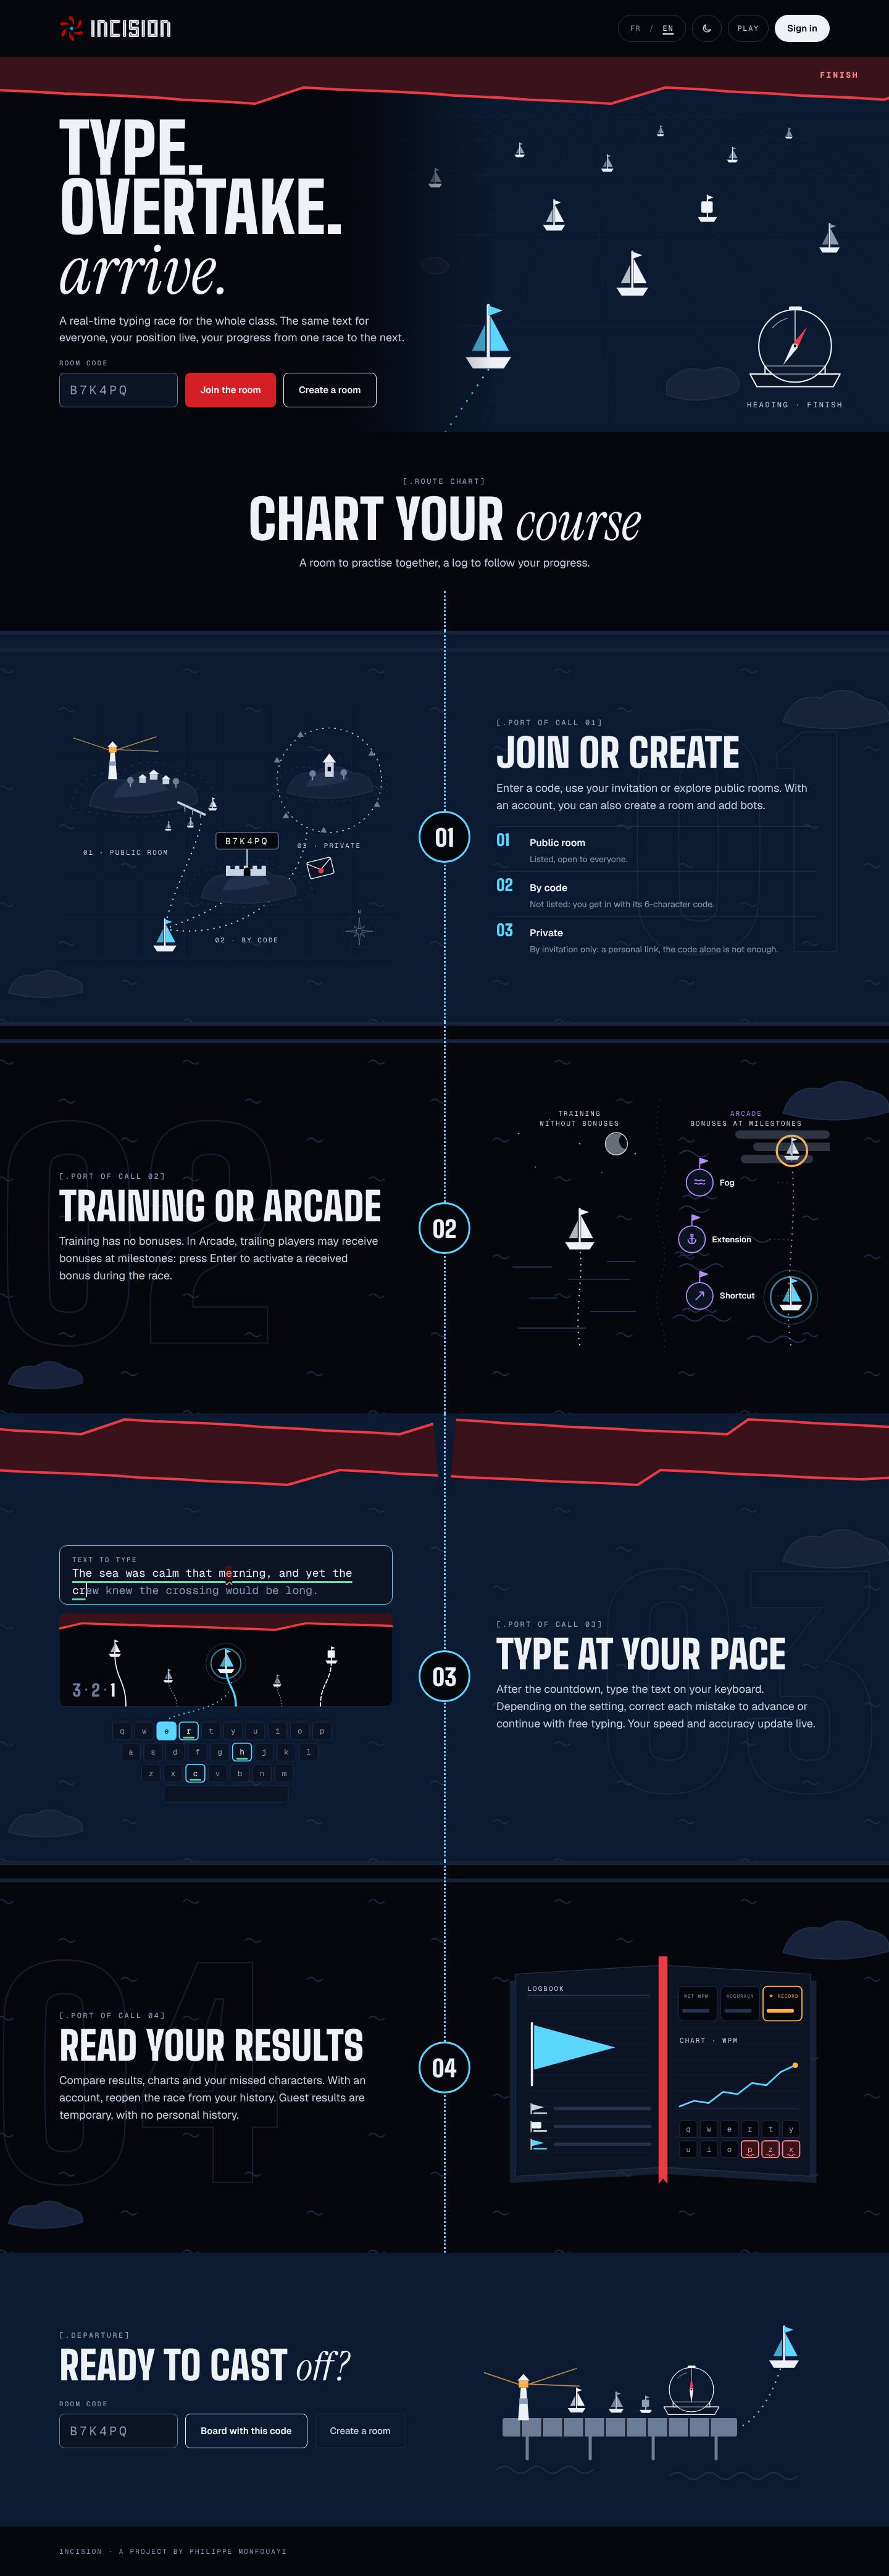 INCISION
FR / EN
PLAY
Sign in
FINISH
TYPE.
OVERTAKE.
arrive.
A real-time typing race for the whole class. The same text for
everyone, your position live, your progress from one race to the next.
ROOM CODE
B7K4PQ
Join the room
Create a room
HEADING · FINISH
[.ROUTE CHART]
CHART YOUR course
A room to practise together, a log to follow your progress.
B7K4PQ
01 · PUBLIC ROOM
03 · PRIVATE
N
02 · BY CODE
01
[.PORT OF CALL 01]
JOIN OR CREATE
Enter a code, use your invitation or explore public rooms. With
an account, you can also create a room and add bots.
01
Public room
Listed, open to everyone.
02
By code
Not listed: you get in with its 6-character code.
03
Private
By invitation only: a personal link, the code alone is not enough.
01
02
[.PORT OF CALL 02]
TRAINING OR ARCADE
Training has no bonuses. In Arcade, trailing players may receive
bonuses at milestones: press Enter to activate a received
bonus during the race.
02
TRAINING
WITHOUT BONUSES
ARCADE
BONUSES AT MILESTONES
Fog
Extension
Shortcut
TEXT TO TYPE
The sea was calm that merning, and yet the
crew knew the crossing would be long.
3·2·1
q w e r t y u i o p
a s d f g h j k l
z x c v b n m
03
[.PORT OF CALL 03]
TYPE AT YOUR PACE
After the countdown, type the text on your keyboard.
Depending on the setting, correct each mistake to advance or
continue with free typing. Your speed and accuracy update live.
03
04
[.PORT OF CALL 04]
READ YOUR RESULTS
Compare results, charts and your missed characters. With an
account, reopen the race from your history. Guest results are
temporary, with no personal history.
04
LOGBOOK
NET WPM
ACCURACY
RECORD
CHART · WPM
q w e r t y
u i o p z x
[.DEPARTURE]
READY TO CAST off?
ROOM CODE
B7K4PQ
Board with this code
Create a room
INCISION · A PROJECT BY PHILIPPE MONFOUAYI